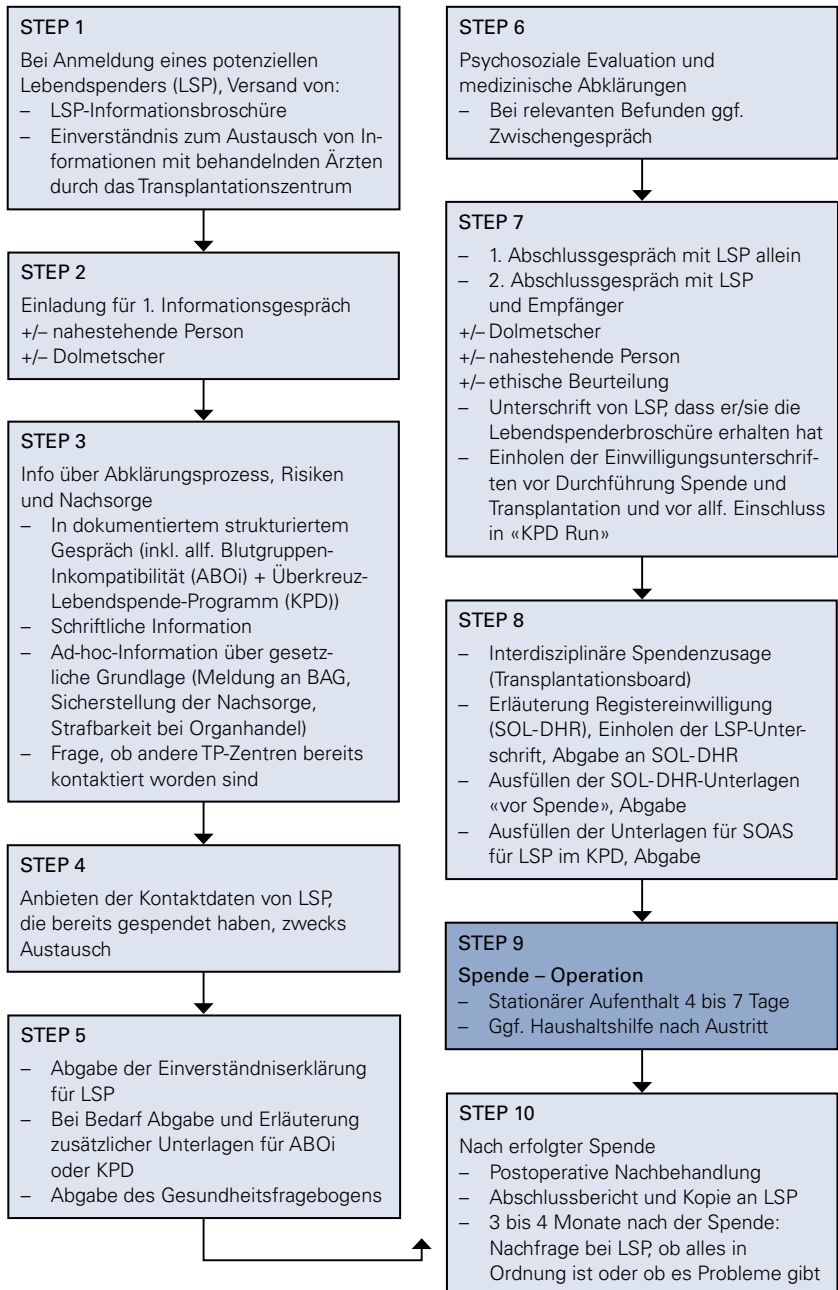 STEP 1
Bei Anmeldung eines potenziellen
Lebendspenders (LSP), Versand von:
– LSP-Informationsbroschüre
– Einverständnis zum Austausch von In-
formationen mit behandelnden Ärzten
durch das Transplantationszentrum
STEP 2
Einladung für 1. Informationsgespräch
+/– nahestehende Person
+/– Dolmetscher
STEP 3
Info über Abklärungsprozess, Risiken
und Nachsorge
– In dokumentiertem strukturiertem
Gespräch (inkl. allf. Blutgruppen-
Inkompatibilität (ABOi) + Überkreuz-
Lebendspende-Programm (KPD))
– Schriftliche Information
– Ad-hoc-Information über gesetz-
liche Grundlage (Meldung an BAG,
Sicherstellung der Nachsorge,
Strafbarkeit bei Organhandel)
– Frage, ob andere TP-Zentren bereits
kontaktiert worden sind
STEP 4
Anbieten der Kontaktdaten von LSP,
die bereits gespendet haben, zwecks
Austausch
STEP 5
– Abgabe der Einverständniserklärung
für LSP
– Bei Bedarf Abgabe und Erläuterung
zusätzlicher Unterlagen für ABOi
oder KPD
– Abgabe des Gesundheitsfragebogens
STEP 6
Psychosoziale Evaluation und
medizinische Abklärungen
– Bei relevanten Befunden ggf.
Zwischengespräch
STEP 7
– 1. Abschlussgespräch mit LSP allein
– 2. Abschlussgespräch mit LSP
und Empfänger
+/– Dolmetscher
+/– nahestehende Person
+/– ethische Beurteilung
– Unterschrift von LSP, dass er/sie die
Lebendspenderbroschüre erhalten hat
– Einholen der Einwilligungsunterschrif-
ten vor Durchführung Spende und
Transplantation und vor allf. Einschluss
in «KPD Run»
STEP 8
– Interdisziplinäre Spendenzusage
(Transplantationsboard)
– Erläuterung Registereinwilligung
(SOL-DHR), Einholen der LSP-Unter-
schrift, Abgabe an SOL-DHR
– Ausfüllen der SOL-DHR-Unterlagen
«vor Spende», Abgabe
– Ausfüllen der Unterlagen für SOAS
für LSP im KPD, Abgabe
STEP 9
Spende – Operation
– Stationärer Aufenthalt 4 bis 7 Tage
– Ggf. Haushaltshilfe nach Austritt
STEP 10
Nach erfolgter Spende
– Postoperative Nachbehandlung
– Abschlussbericht und Kopie an LSP
– 3 bis 4 Monate nach der Spende:
Nachfrage bei LSP, ob alles in
Ordnung ist oder ob es Probleme gibt